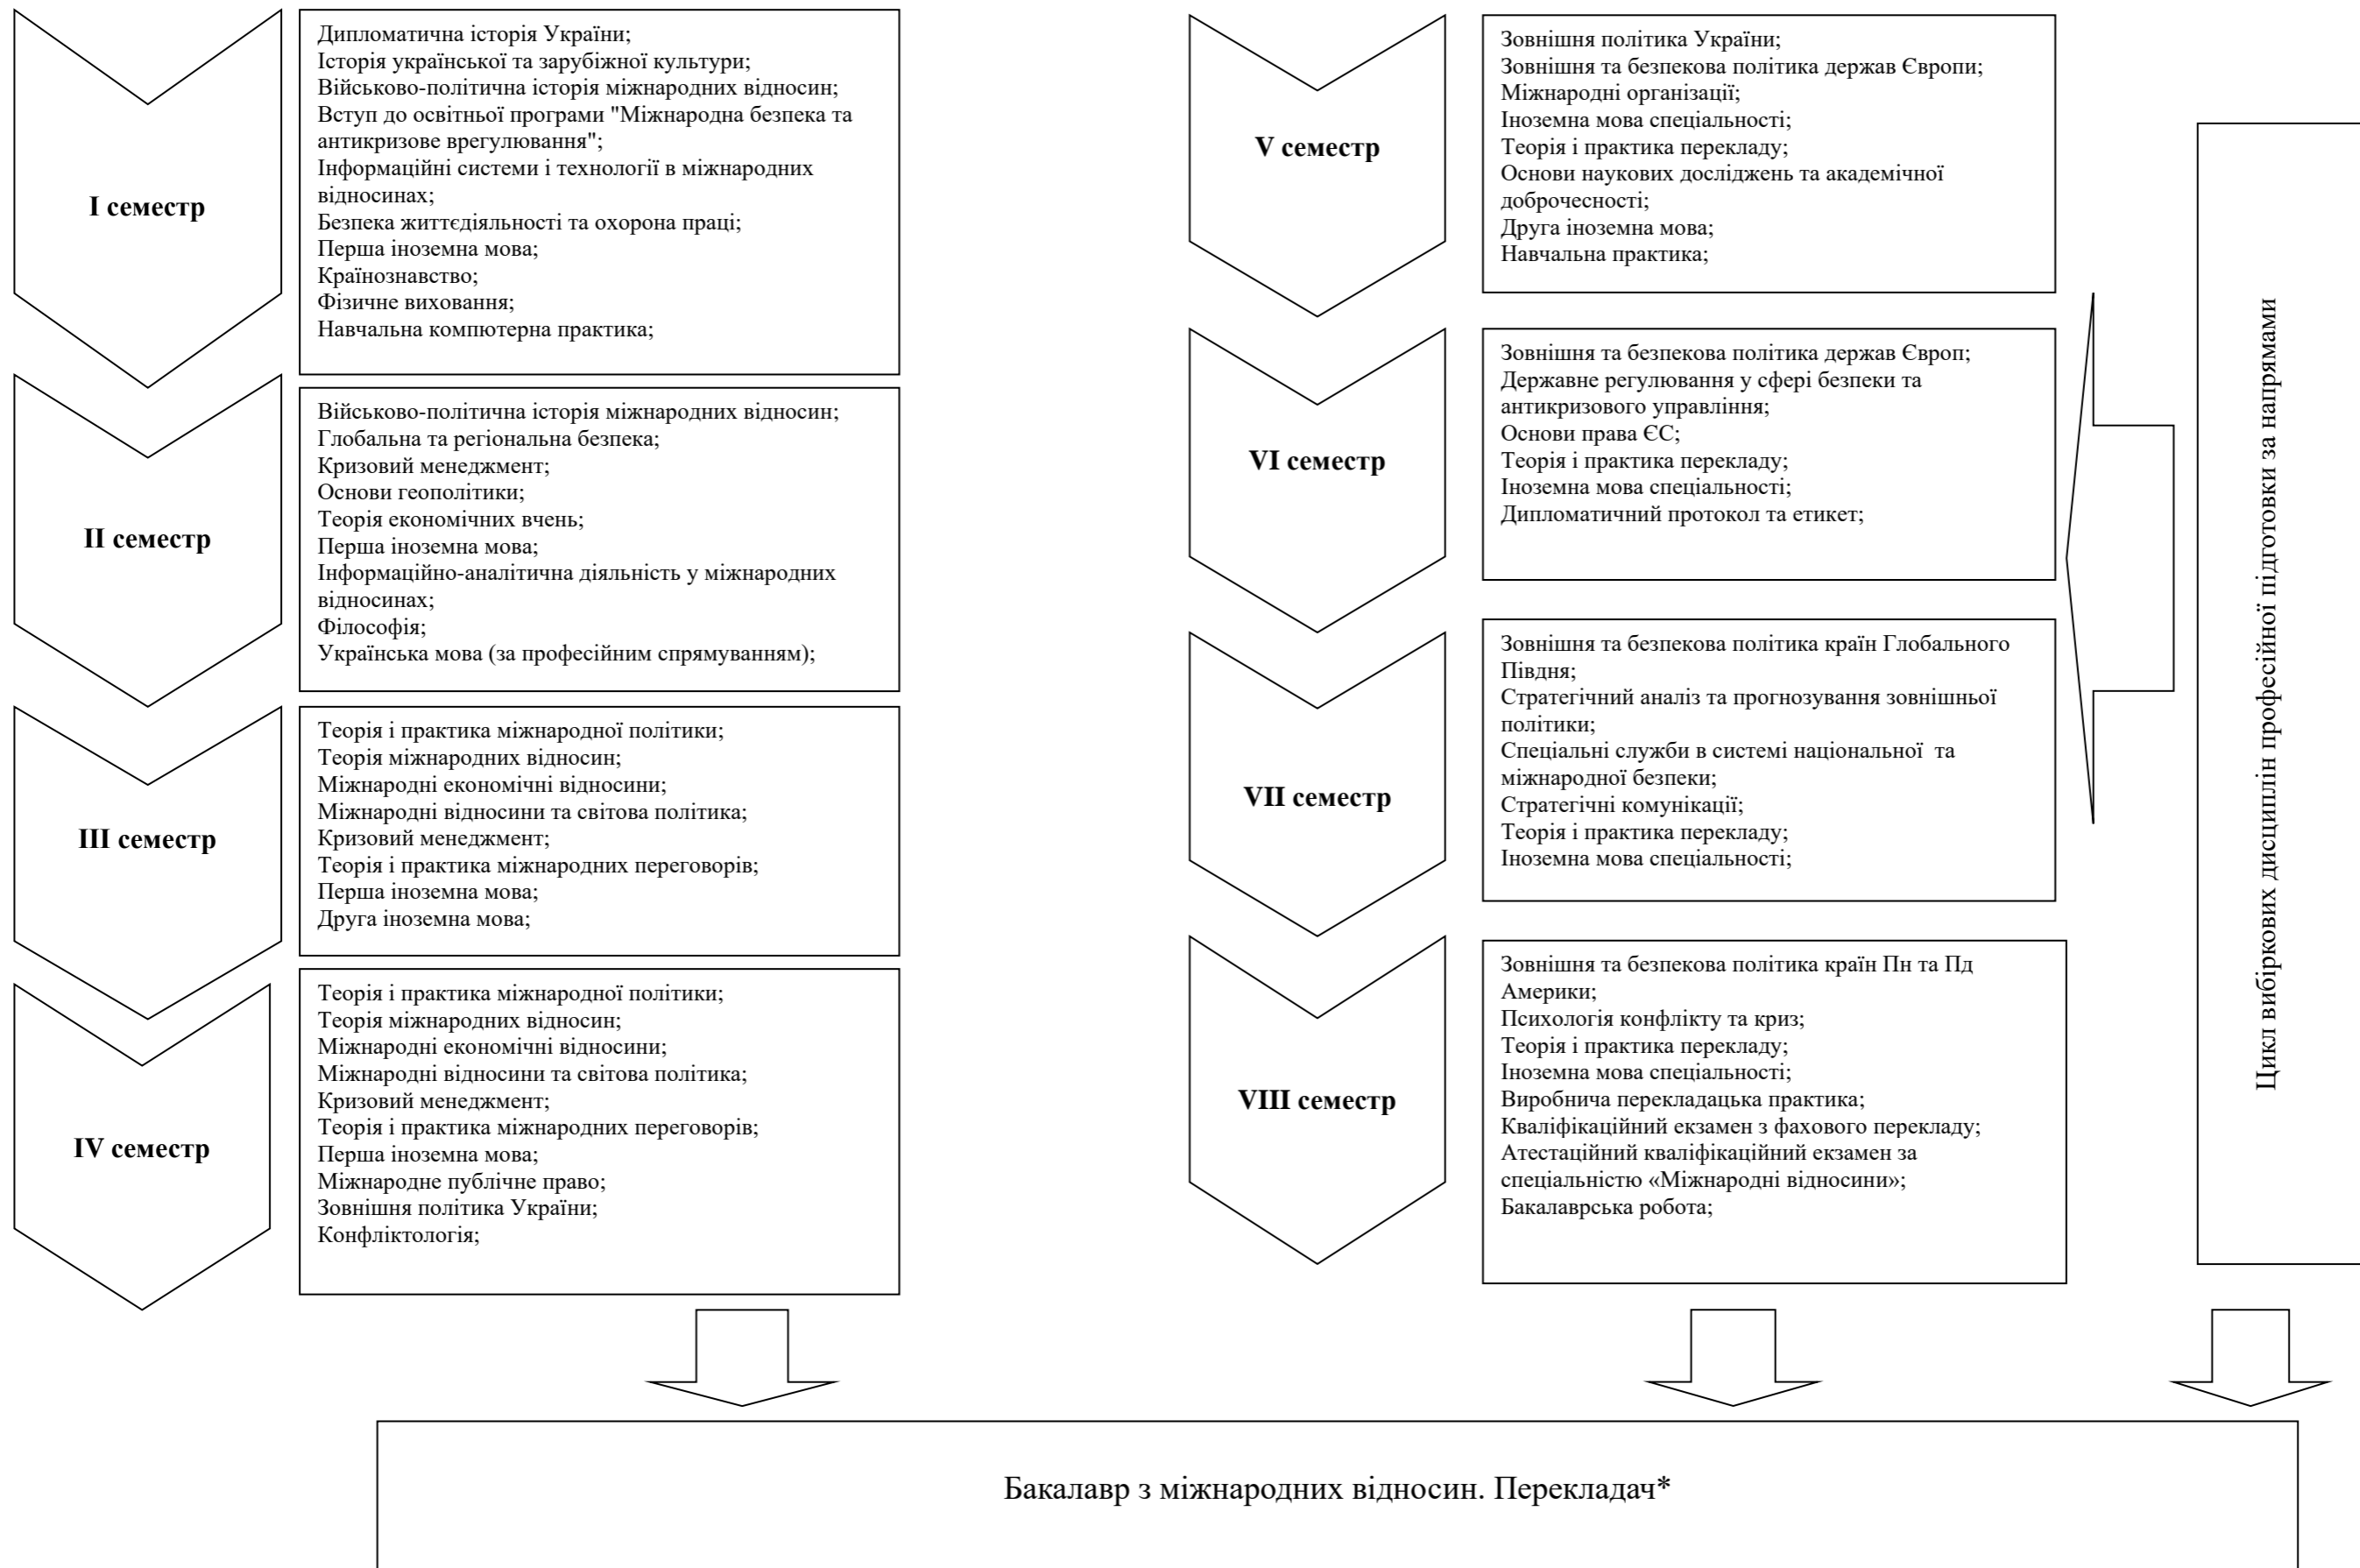 I семестр
Дипломатична історія України;
Історія української та зарубіжної культури;
Військово-політична історія міжнародних відносин;
Вступ до освітньої програми "Міжнародна безпека та
антикризове врегулювання";
Інформаційні системи і технології в міжнародних
відносинах;
Безпека життєдіяльності та охорона праці;
Перша іноземна мова;
Країнознавство;
Фізичне виховання;
Навчальна компютерна практика;
II семестр
Військово-політична історія міжнародних відносин;
Глобальна та регіональна безпека;
Кризовий менеджмент;
Основи геополітики;
Теорія економічних вчень;
Перша іноземна мова;
Інформаційно-аналітична діяльність у міжнародних
відносинах;
Філософія;
Українська мова (за професійним спрямуванням);
III семестр
Теорія і практика міжнародної політики;
Теорія міжнародних відносин;
Міжнародні економічні відносини;
Міжнародні відносини та світова політика;
Кризовий менеджмент;
Теорія і практика міжнародних переговорів;
Перша іноземна мова;
Друга іноземна мова;
IV семестр
Теорія і практика міжнародної політики;
Теорія міжнародних відносин;
Міжнародні економічні відносини;
Міжнародні відносини та світова політика;
Кризовий менеджмент;
Теорія і практика міжнародних переговорів;
Перша іноземна мова;
Міжнародне публічне право;
Зовнішня політика України;
Конфліктологія;
V семестр
Зовнішня політика України;
Зовнішня та безпекова політика держав Європи;
Міжнародні організації;
Іноземна мова спеціальності;
Теорія і практика перекладу;
Основи наукових досліджень та академічної
доброчесності;
Друга іноземна мова;
Навчальна практика;
VI семестр
Зовнішня та безпекова політика держав Європ;
Державне регулювання у сфері безпеки та
антикризового управління;
Основи права ЄС;
Теорія і практика перекладу;
Іноземна мова спеціальності;
Дипломатичний протокол та етикет;
VII семестр
Зовнішня та безпекова політика країн Глобального
Півдня;
Стратегічний аналіз та прогнозування зовнішньої
політики;
Спеціальні служби в системі національної  та
міжнародної безпеки;
Стратегічні комунікації;
Теорія і практика перекладу;
Іноземна мова спеціальності;
VIII семестр
Зовнішня та безпекова політика країн Пн та Пд
Америки;
Психологія конфлікту та криз;
Теорія і практика перекладу;
Іноземна мова спеціальності;
Виробнича перекладацька практика;
Кваліфікаційний екзамен з фахового перекладу;
Атестаційний кваліфікаційний екзамен за
спеціальністю «Міжнародні відносини»;
Бакалаврська робота;
Цикл вибіркових дисциплін професійної підготовки за напрямами
Бакалавр з міжнародних відносин. Перекладач*